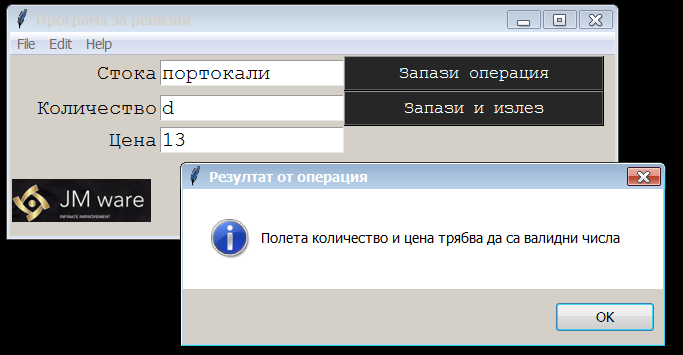 Програма за ревизия
File Edit Help
Стока портокали Запази операция
Количество d Запази и излез
Цена 13
JM ware
INFINATE IMPROVEMENT
Резултат от операция
Полета количество и цена трябва да са валидни числа
OK